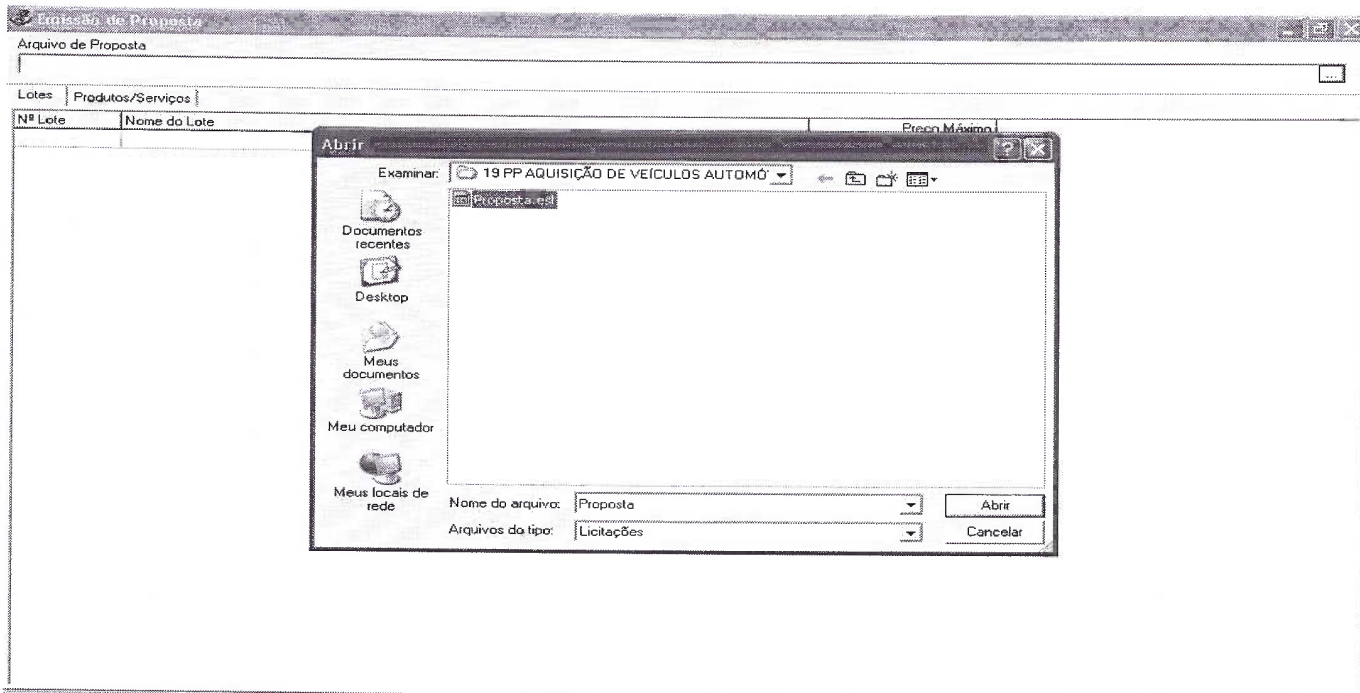 Emissão de Proposta
Arquivo de Proposta
...
Lotes Produtos/Serviços
Nº Lote Nome do Lote Preço Máximo
Abrir
Examinar: 19 PP AQUISIÇÃO DE VEÍCULOS AUTOMÓ
Proposta.esl
Documentos
recentes
Desktop
Meus
documentos
Meu computador
Meus locais de
rede
Nome do arquivo: Proposta Abrir
Arquivos do tipo: Licitações Cancelar